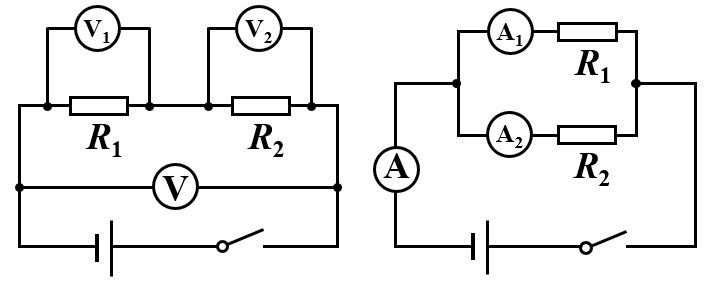 V₁ V₂ A₁
R₁ R₂ R₁
A₂
V A R₂